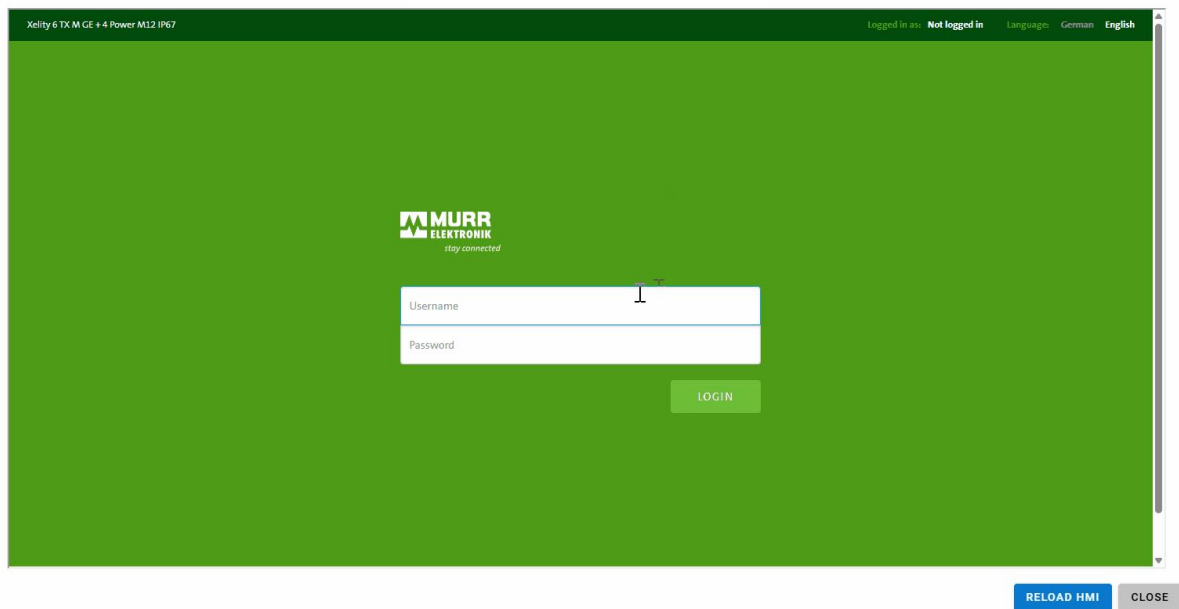 Xelity 6 TX M GE + 4 Power M12 IP67 Logged in as: Not logged in Language: German English
MURR
ELEKTRONIK
stay connected
Username
Password
LOGIN
RELOAD HMI CLOSE